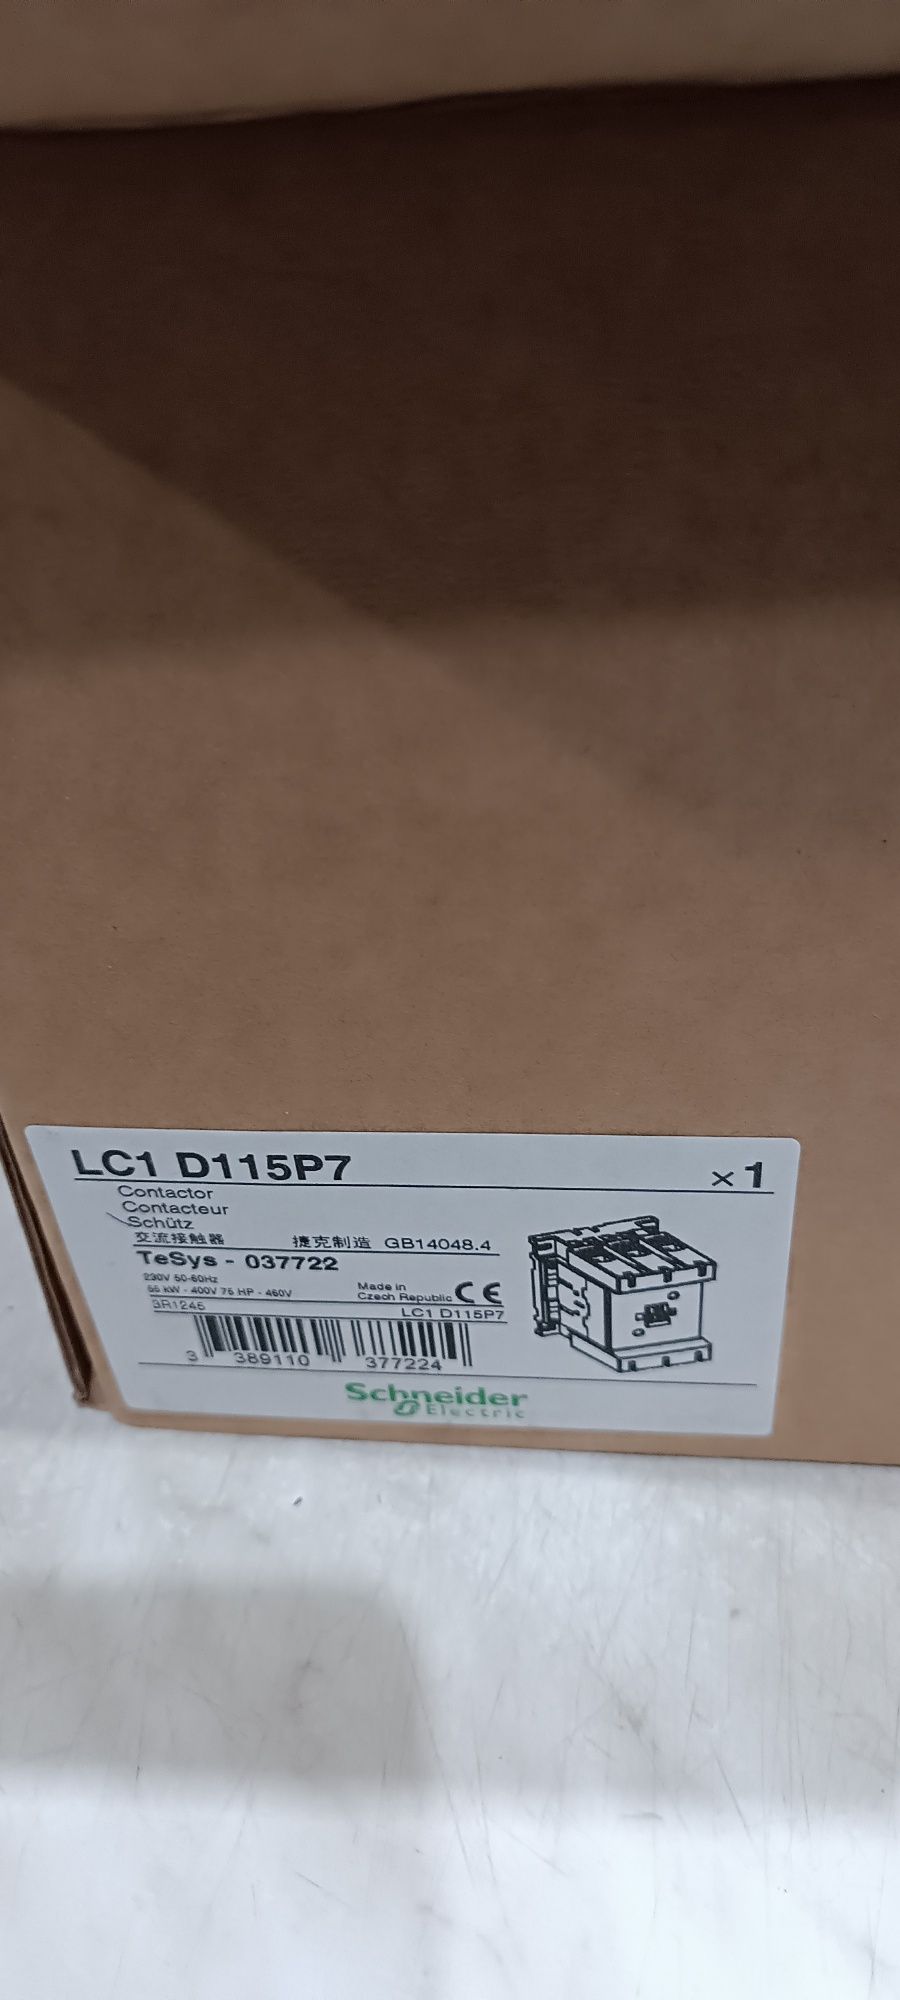 LC1 D115P7 ×1
Contactor
Contacteur
Schütz
交流接触器 捷克制造 GB14048.4
TeSys - 037722
230V 50-60Hz
55 kW - 400V 75 HP - 460V
Made in
Czech Republic CE
3R1246 LC1 D115P7
3 389110 377224
Schneider
Electric